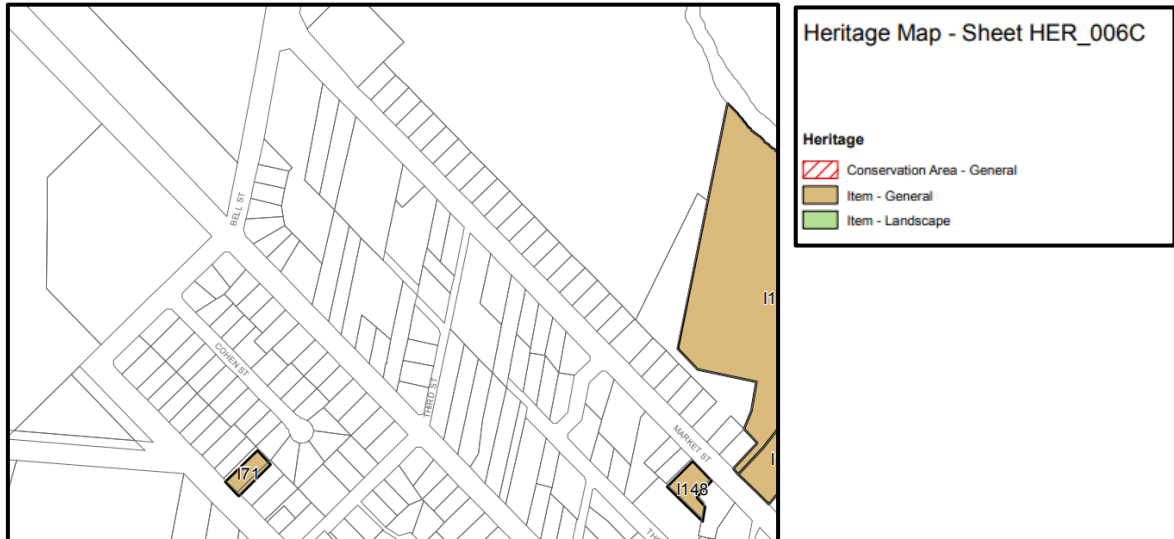 Heritage Map - Sheet HER_006C
Heritage
Conservation Area - General
Item - General
Item - Landscape
BELL ST
COHEN ST
THIRD ST
MARKET ST
I71
I148
I1
I